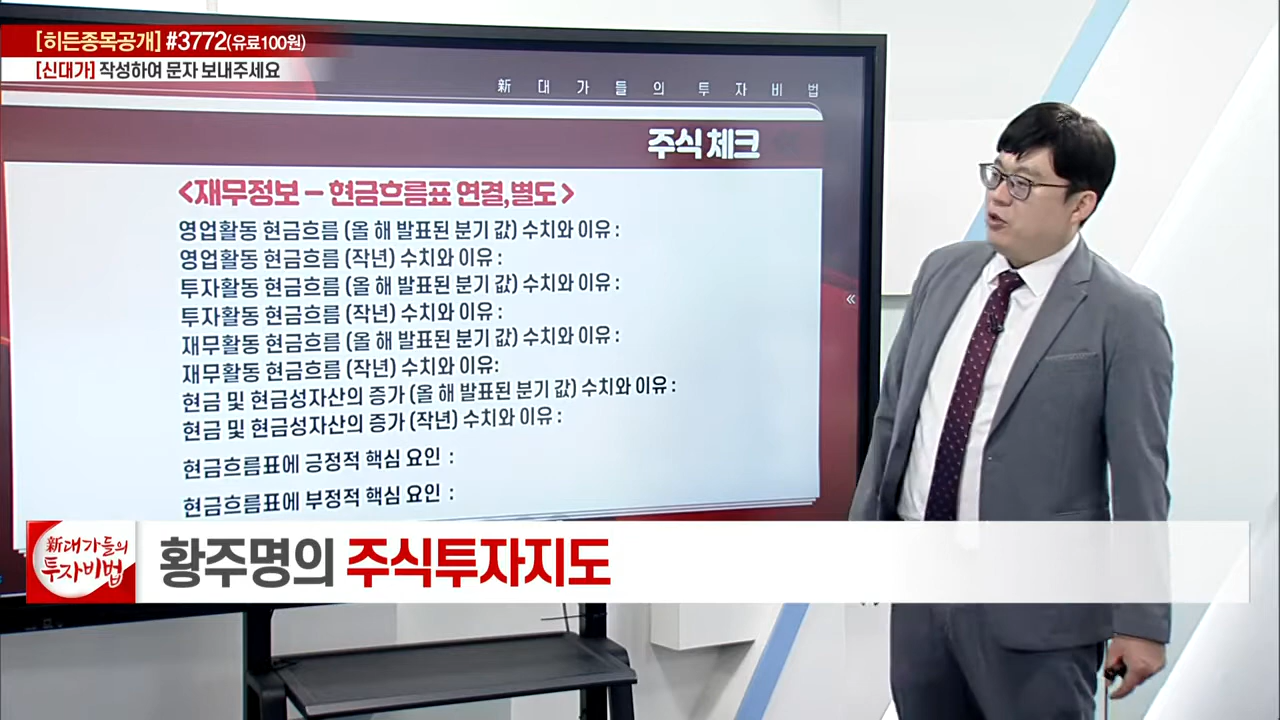 [히든종목공개] #3772(유료100원)
[신대가] 작성하여 문자 보내주세요
新 대 가 들 의 투 자 비 법
주식 체크
<재무정보 - 현금흐름표 연결,별도>
영업활동 현금흐름 (올 해 발표된 분기 값) 수치와 이유 :
영업활동 현금흐름 (작년) 수치와 이유 :
투자활동 현금흐름 (올 해 발표된 분기 값) 수치와 이유 :
투자활동 현금흐름 (작년) 수치와 이유 :
재무활동 현금흐름 (올 해 발표된 분기 값) 수치와 이유 :
재무활동 현금흐름 (작년) 수치와 이유:
현금 및 현금성자산의 증가 (올 해 발표된 분기 값) 수치와 이유 :
현금 및 현금성자산의 증가 (작년) 수치와 이유 :
현금흐름표에 긍정적 핵심 요인 :
현금흐름표에 부정적 핵심 요인 :
«
新대가들의
투자비법
황주명의 주식투자지도